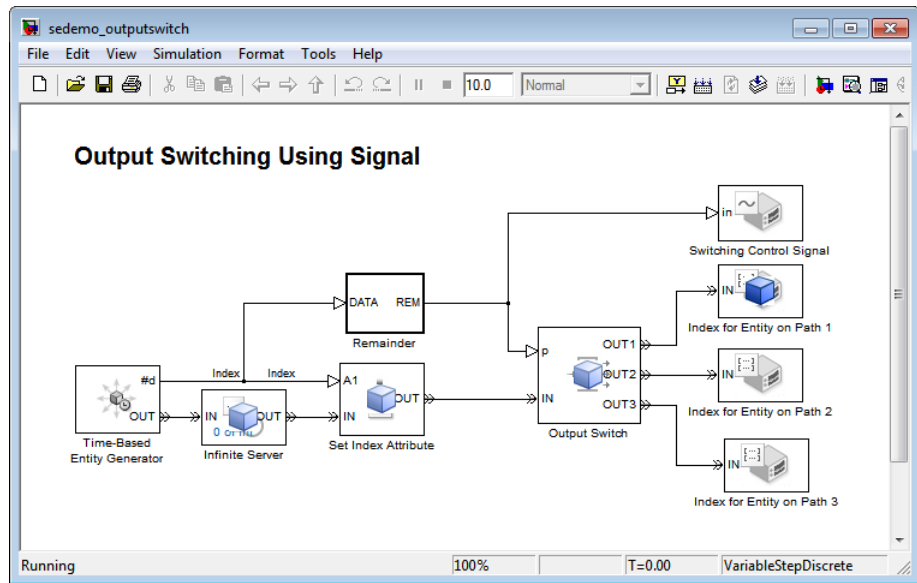 sedemo_outputswitch
File Edit View Simulation Format Tools Help
10.0 Normal
Output Switching Using Signal
in
Switching Control Signal
DATA REM
Remainder
IN
Index for Entity on Path 1
p OUT1
OUT2
IN
OUT3
Output Switch
IN
Index for Entity on Path 2
IN
Index for Entity on Path 3
#d
OUT
Time-Based
Entity Generator
Index Index
IN OUT
Infinite Server
A1
OUT
IN
Set Index Attribute
Running 100% T=0.00 VariableStepDiscrete